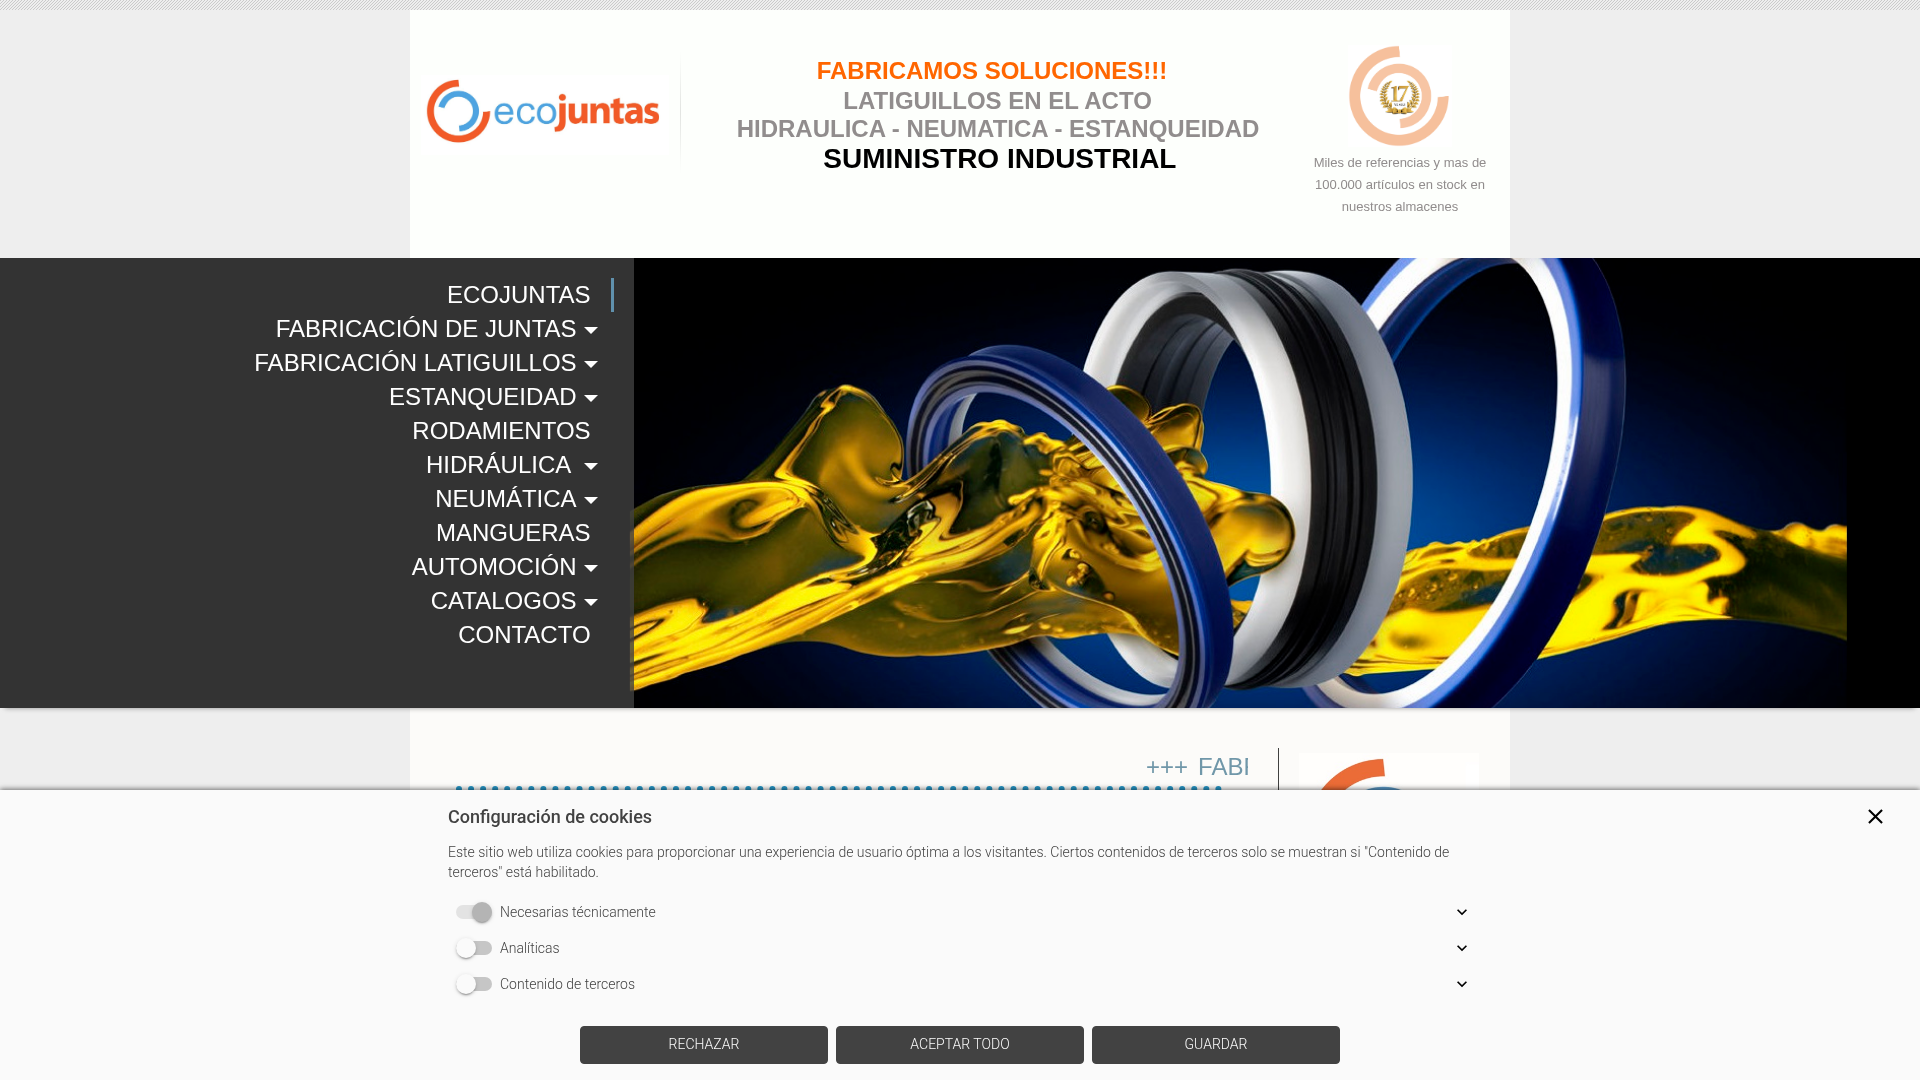 ecojuntas
FABRICAMOS SOLUCIONES!!!
LATIGUILLOS EN EL ACTO
HIDRAULICA - NEUMATICA - ESTANQUEIDAD
SUMINISTRO INDUSTRIAL
17
Miles de referencias y mas de
100.000 artículos en stock en
nuestros almacenes
ECOJUNTAS
FABRICACIÓN DE JUNTAS
FABRICACIÓN LATIGUILLOS
ESTANQUEIDAD
RODAMIENTOS
HIDRÁULICA
NEUMÁTICA
MANGUERAS
AUTOMOCIÓN
CATALOGOS
CONTACTO
+++ FABI
Configuración de cookies
Este sitio web utiliza cookies para proporcionar una experiencia de usuario óptima a los visitantes. Ciertos contenidos de terceros solo se muestran si "Contenido de
terceros" está habilitado.
Necesarias técnicamente
Analíticas
Contenido de terceros
RECHAZAR
ACEPTAR TODO
GUARDAR